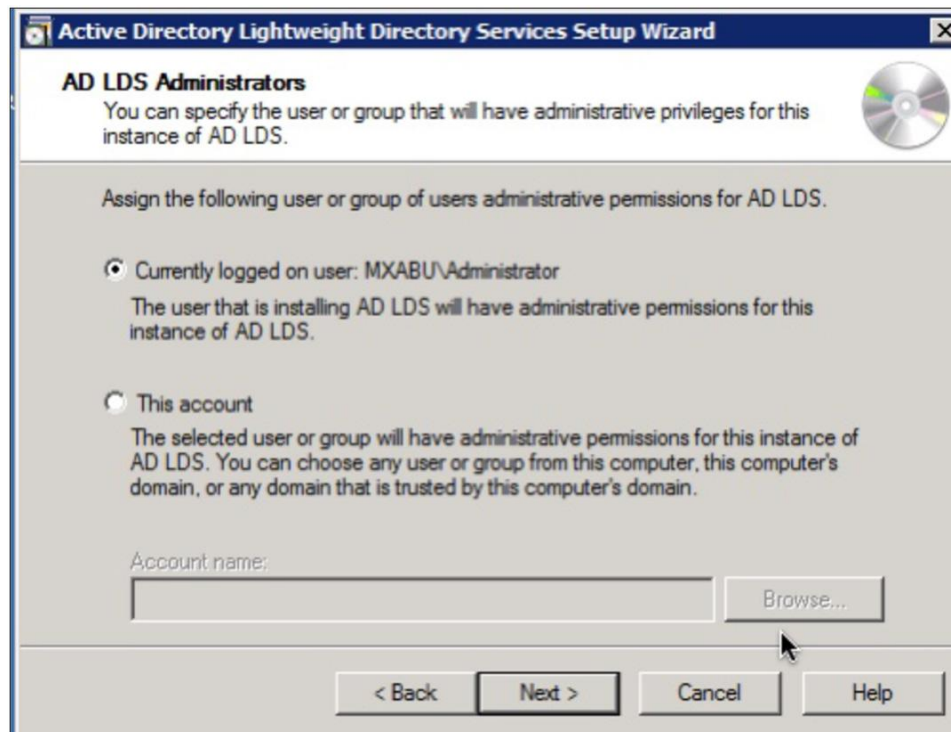 Active Directory Lightweight Directory Services Setup Wizard
AD LDS Administrators
You can specify the user or group that will have administrative privileges for this
instance of AD LDS.
Assign the following user or group of users administrative permissions for AD LDS.
Currently logged on user: MXABU\Administrator
The user that is installing AD LDS will have administrative permissions for this
instance of AD LDS.
This account
The selected user or group will have administrative permissions for this instance of
AD LDS. You can choose any user or group from this computer, this computer's
domain, or any domain that is trusted by this computer's domain.
Account name:
Browse...
< Back
Next >
Cancel
Help